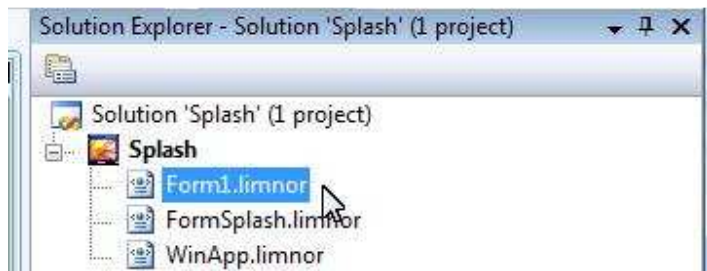 Solution Explorer - Solution 'Splash' (1 project)
Solution 'Splash' (1 project)
Splash
Form1.limnor
FormSplash.limnor
WinApp.limnor